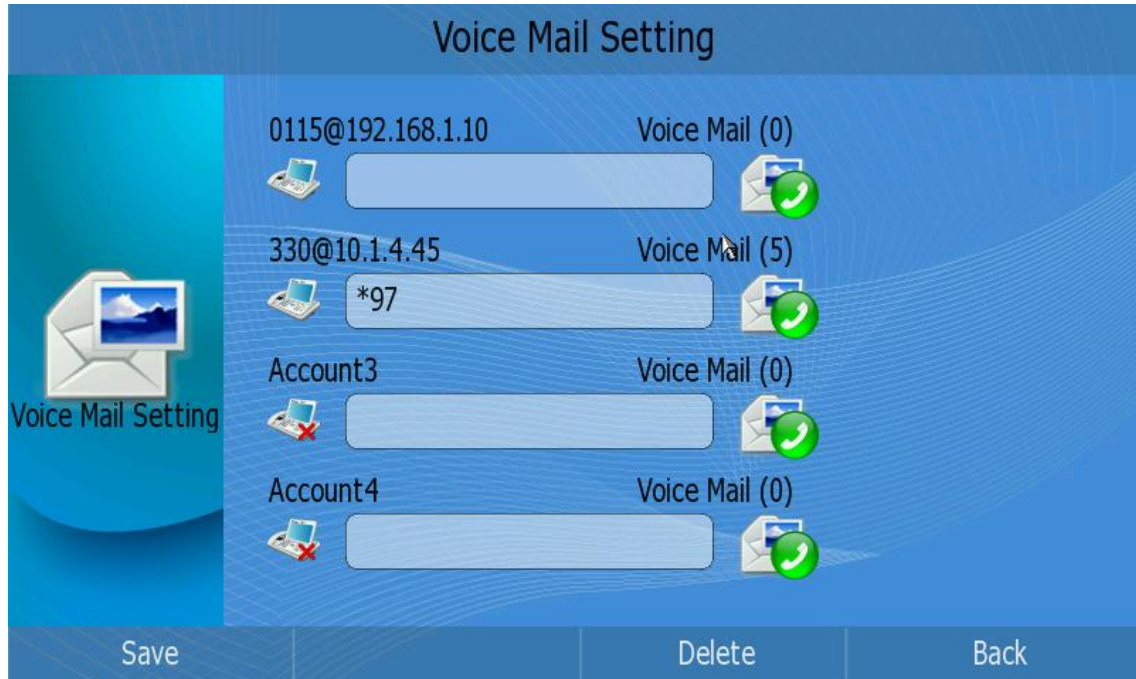 Voice Mail Setting
0115@192.168.1.10 Voice Mail (0)
330@10.1.4.45 Voice Mail (5)
*97
Account3 Voice Mail (0)
Voice Mail Setting
Account4 Voice Mail (0)
Save Delete Back